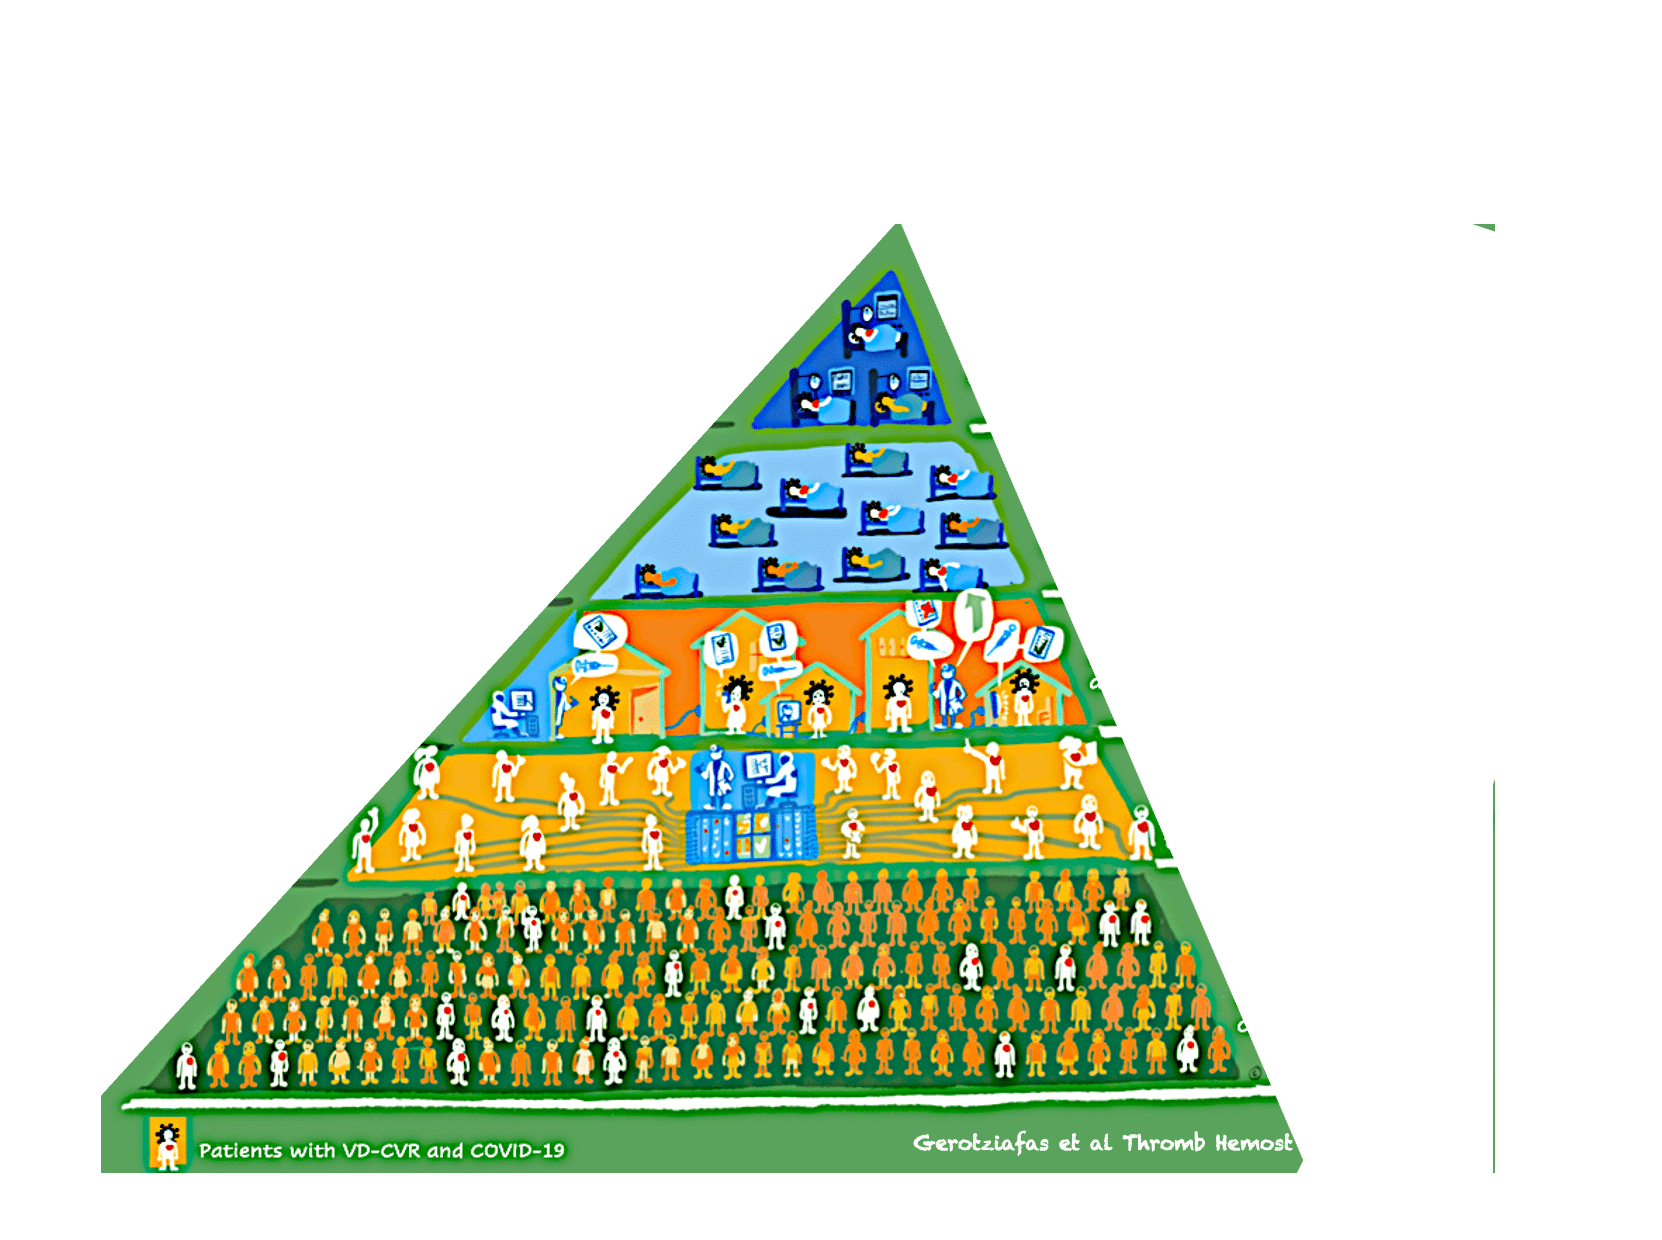 Patients with VD-CVR and COVID-19
Gerotziafas et al Thromb Hemost